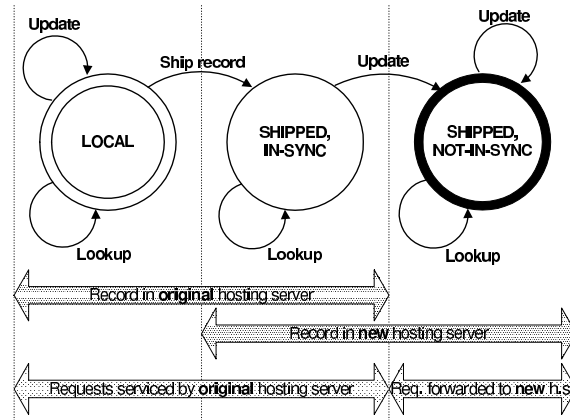 Update
Update
Ship record
Update
LOCAL
SHIPPED,
IN-SYNC
SHIPPED,
NOT-IN-SYNC
Lookup
Lookup
Lookup
Record in original hosting server
Record in new hosting server
Requests serviced by original hosting server
Req. forwarded to new h.s